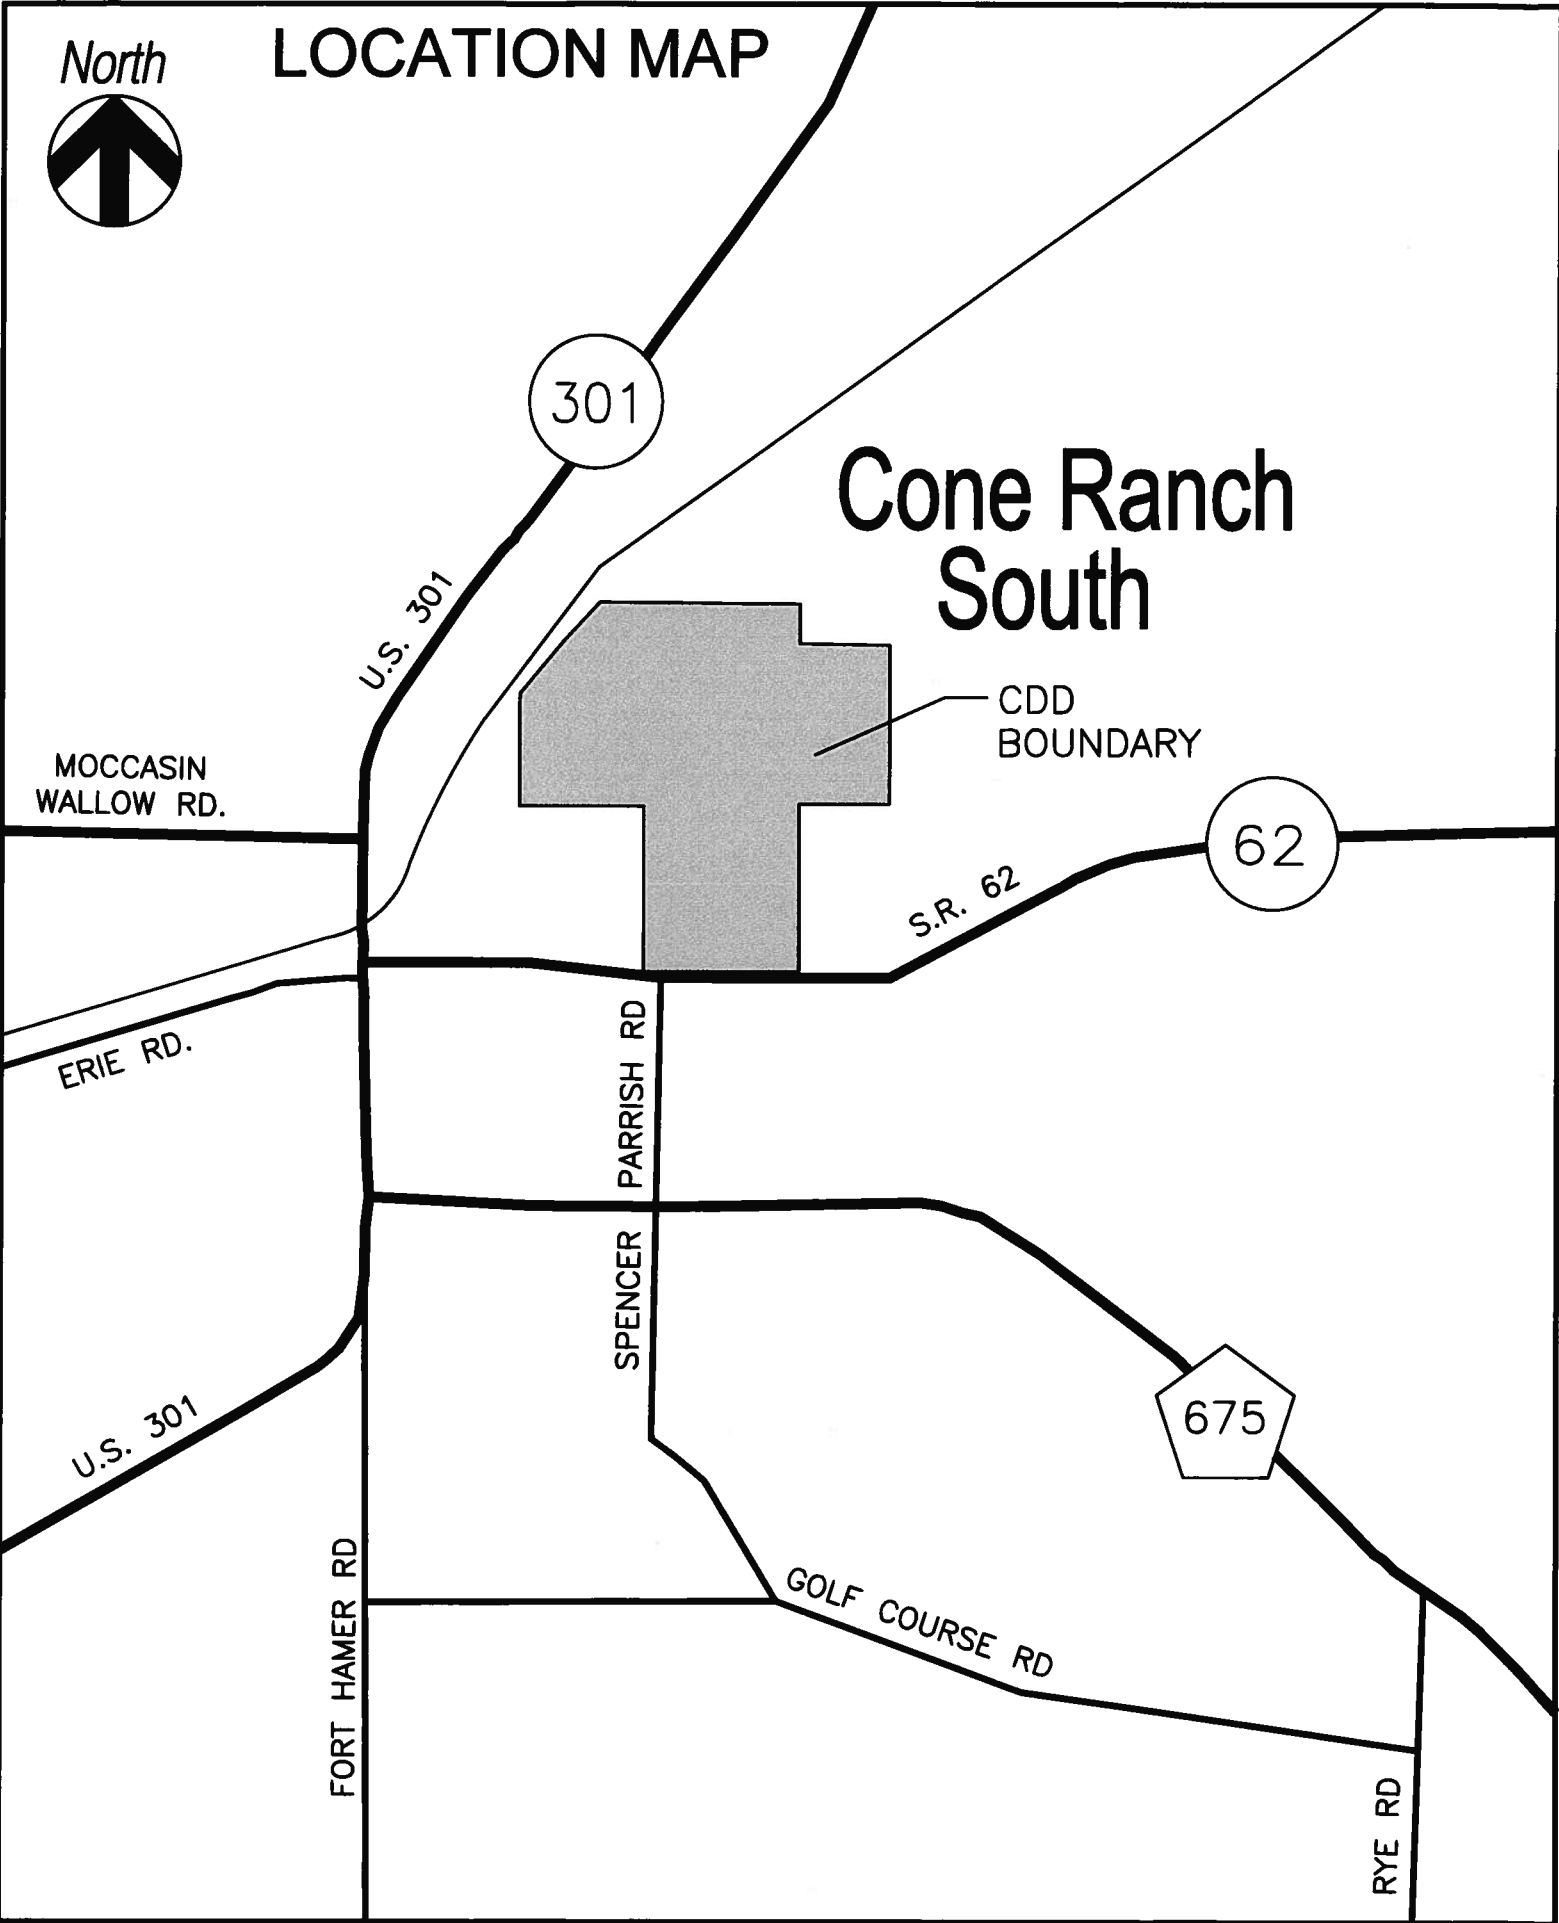 North
LOCATION MAP
301
Cone Ranch
South
U.S. 301
CDD
BOUNDARY
MOCCASIN
WALLOW RD.
62
S.R. 62
ERIE RD.
SPENCER PARRISH RD
675
U.S. 301
FORT HAMER RD
GOLF COURSE RD
RYE RD